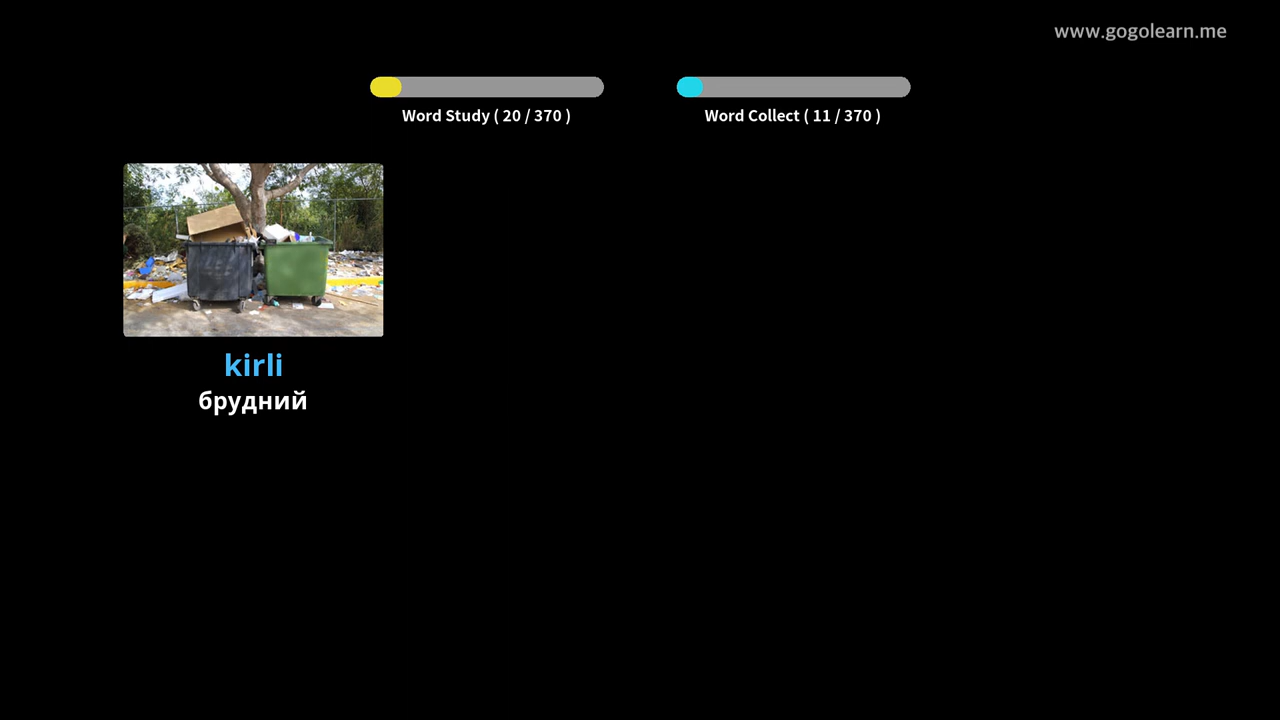 www.gogolearn.me
Word Study ( 20 / 370 )
Word Collect ( 11 / 370 )
kirli
брудний